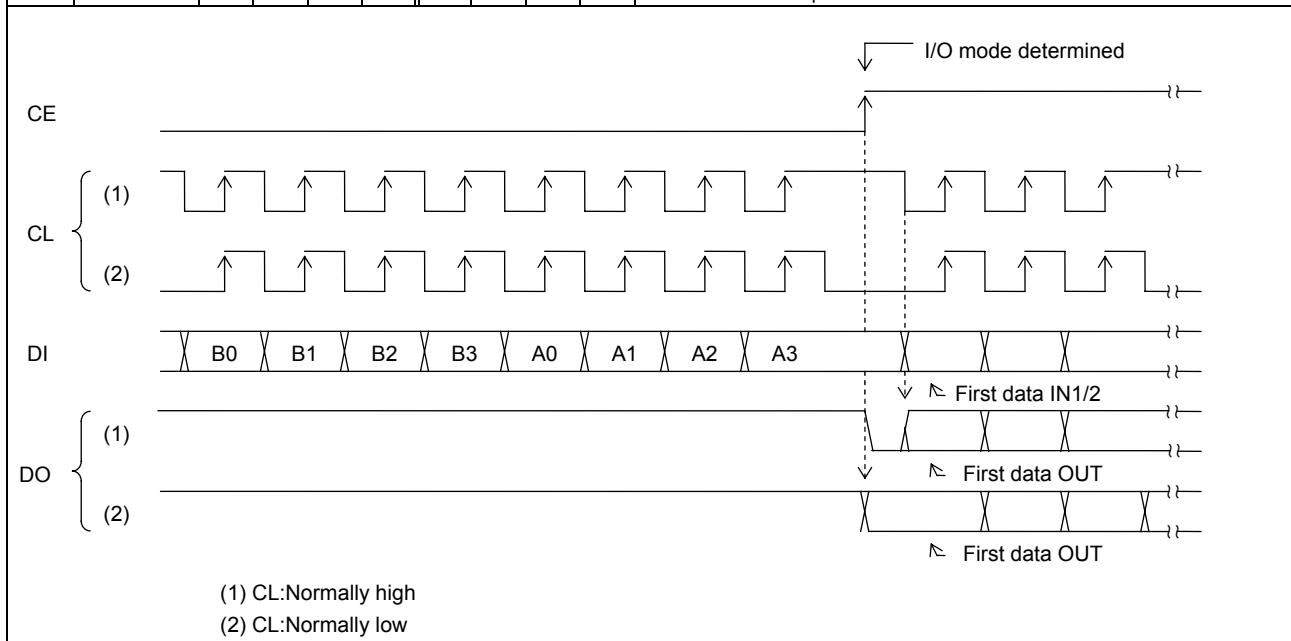 I/O mode determined
CE
(1)
CL
(2)
DI B0 B1 B2 B3 A0 A1 A2 A3
First data IN1/2
(1)
DO First data OUT
(2)
First data OUT
(1) CL:Normally high
(2) CL:Normally low